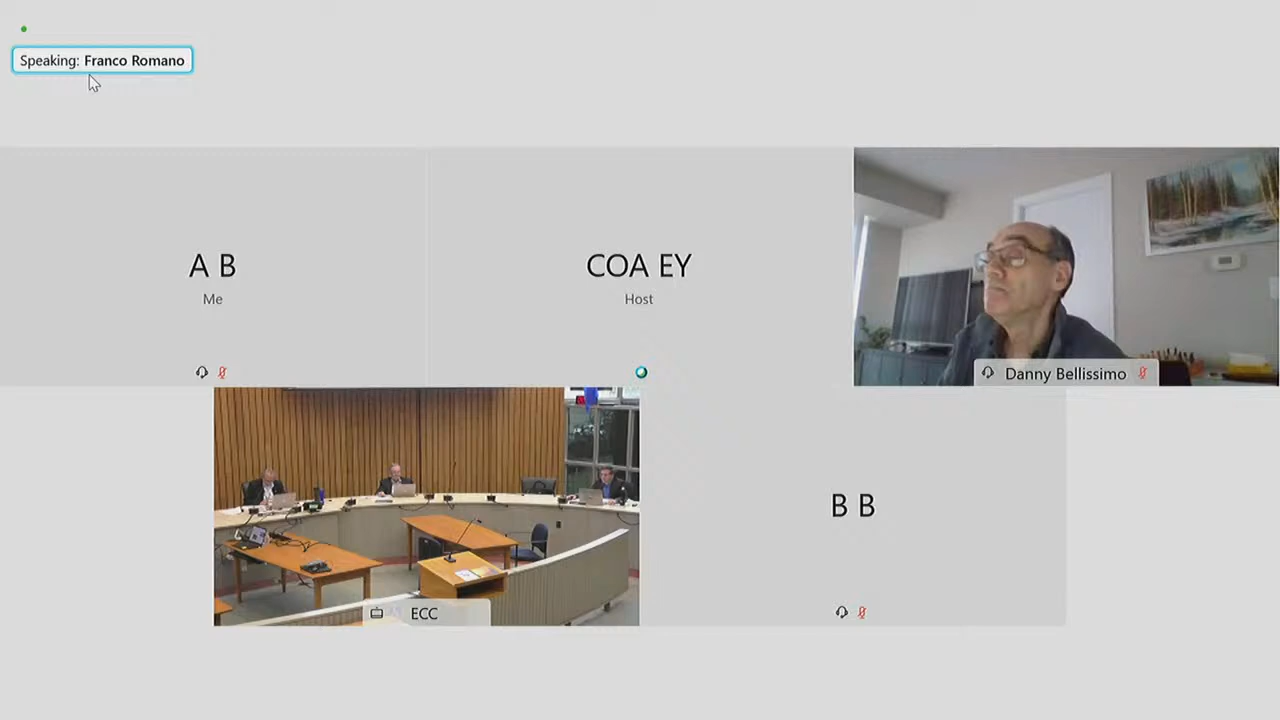 Speaking: Franco Romano
A B
Me
COA EY
Host
Danny Bellissimo
ECC
B B